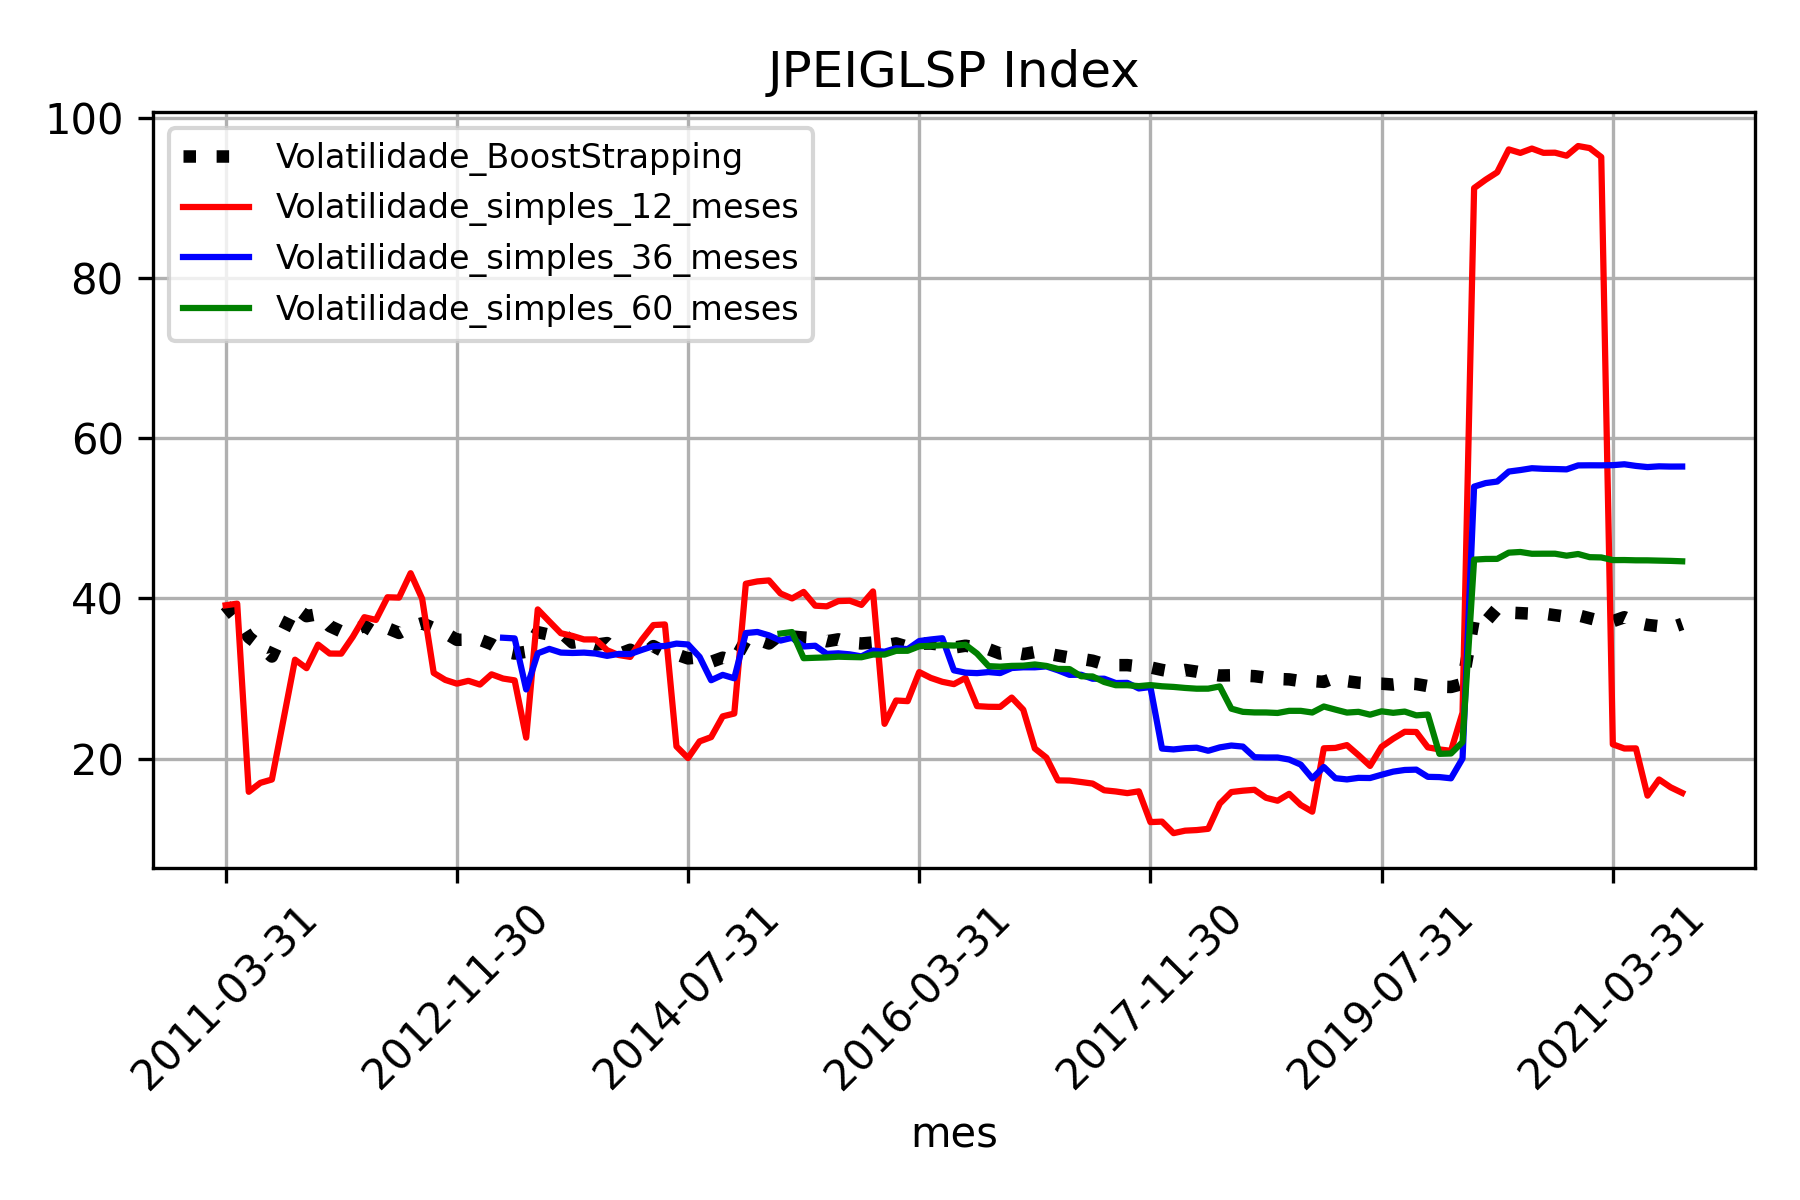 JPEIGLSP Index
100
80
60
40
20
Volatilidade_BoostStrapping
Volatilidade_simples_12_meses
Volatilidade_simples_36_meses
Volatilidade_simples_60_meses
2011-03-31
2012-11-30
2014-07-31
2016-03-31
2017-11-30
2019-07-31
2021-03-31
mes